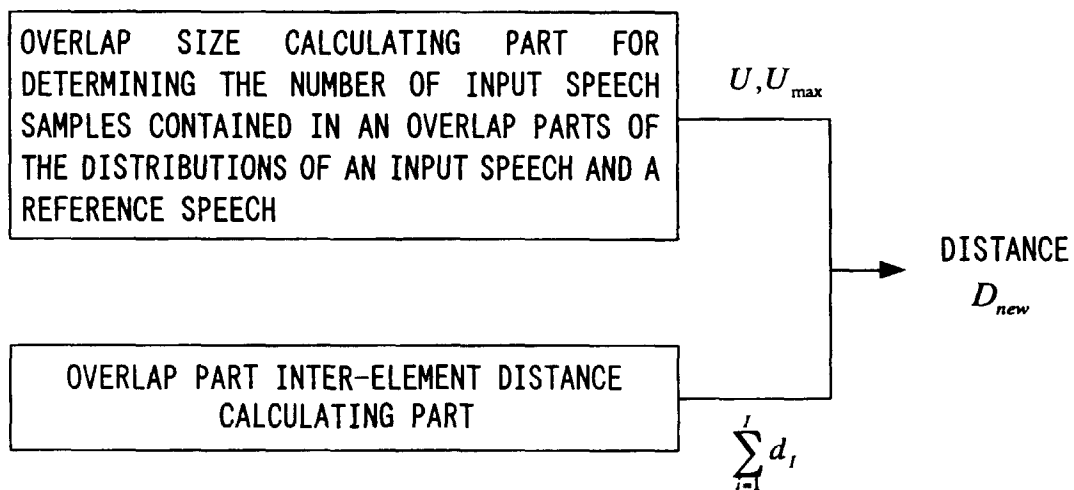 OVERLAP SIZE CALCULATING PART FOR
DETERMINING THE NUMBER OF INPUT SPEECH
SAMPLES CONTAINED IN AN OVERLAP PARTS OF
THE DISTRIBUTIONS OF AN INPUT SPEECH AND A
REFERENCE SPEECH
U, U_max
DISTANCE
D_new
OVERLAP PART INTER-ELEMENT DISTANCE
CALCULATING PART
I
∑ d_I
i=1